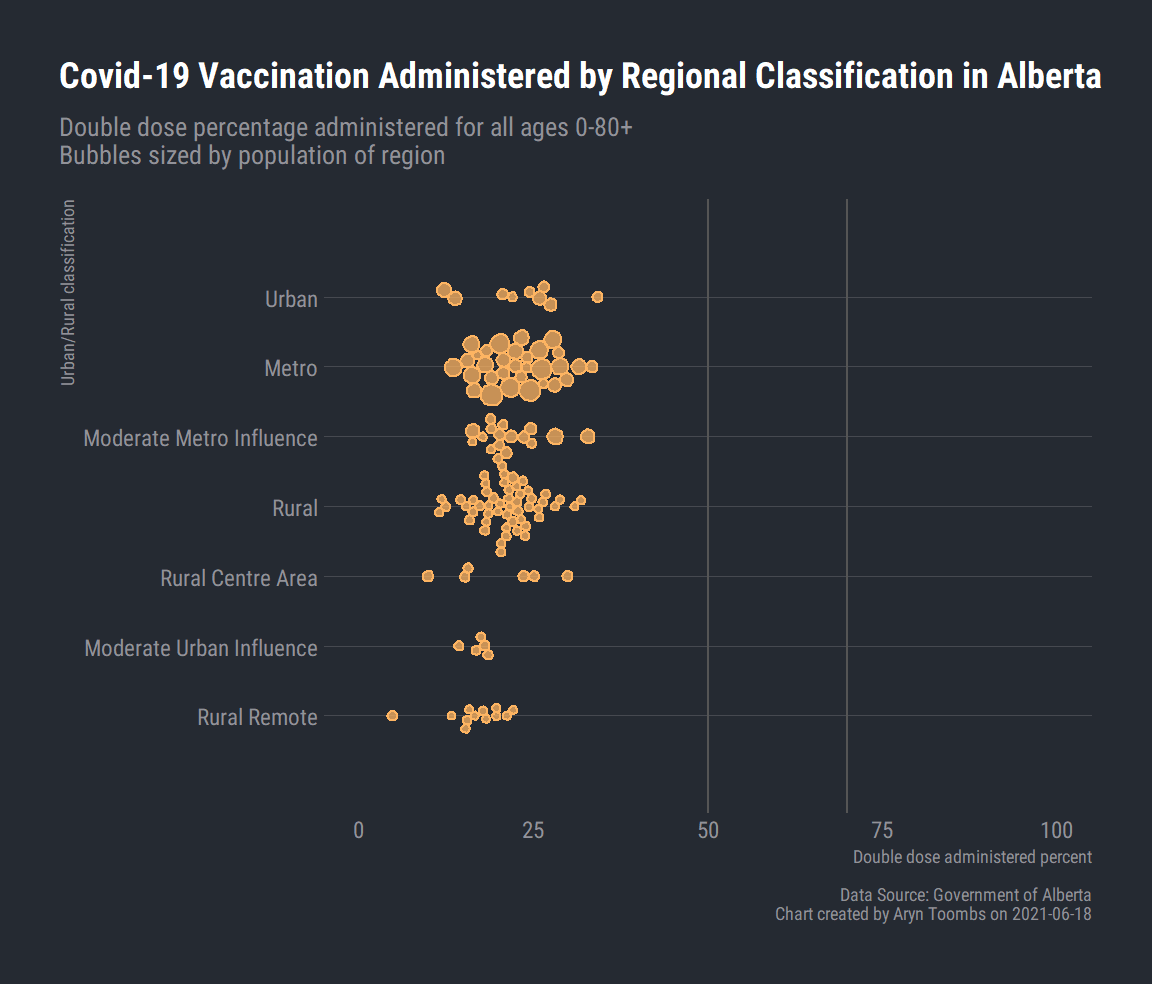 Covid-19 Vaccination Administered by Regional Classification in Alberta
Double dose percentage administered for all ages 0-80+
Bubbles sized by population of region
Urban/Rural classification
Urban
Metro
Moderate Metro Influence
Rural
Rural Centre Area
Moderate Urban Influence
Rural Remote
0 25 50 75 100
Double dose administered percent
Data Source: Government of Alberta
Chart created by Aryn Toombs on 2021-06-18